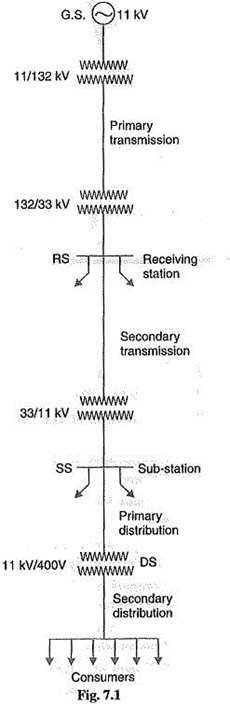 G.S. 11 kV
11/132 kV
Primary
transmission
132/33 kV
RS Receiving
station
Secondary
transmission
33/11 kV
SS Sub-station
Primary
distribution
11 kV/400V DS
Secondary
distribution
Consumers
Fig. 7.1